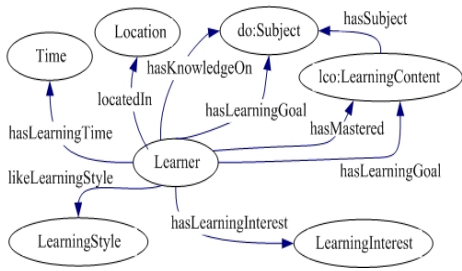 hasSubject
Location
do:Subject
Time
hasKnowledgeOn
lco:LearningContent
locatedIn
hasLearningGoal
hasMastered
hasLearningTime
Learner
hasLearningGoal
likeLearningStyle
hasLearningInterest
LearningStyle
LearningInterest